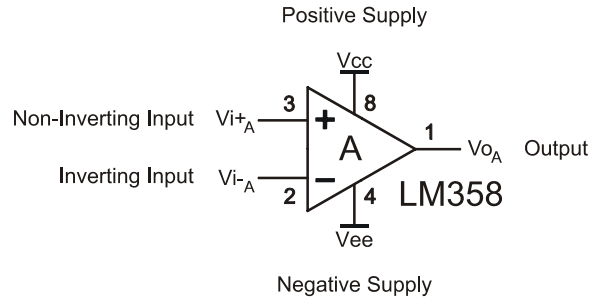 Positive Supply
Vcc
3 8
Non-Inverting Input Vi+A + 1
A VoA Output
Inverting Input Vi-A −
2 4 LM358
Vee
Negative Supply